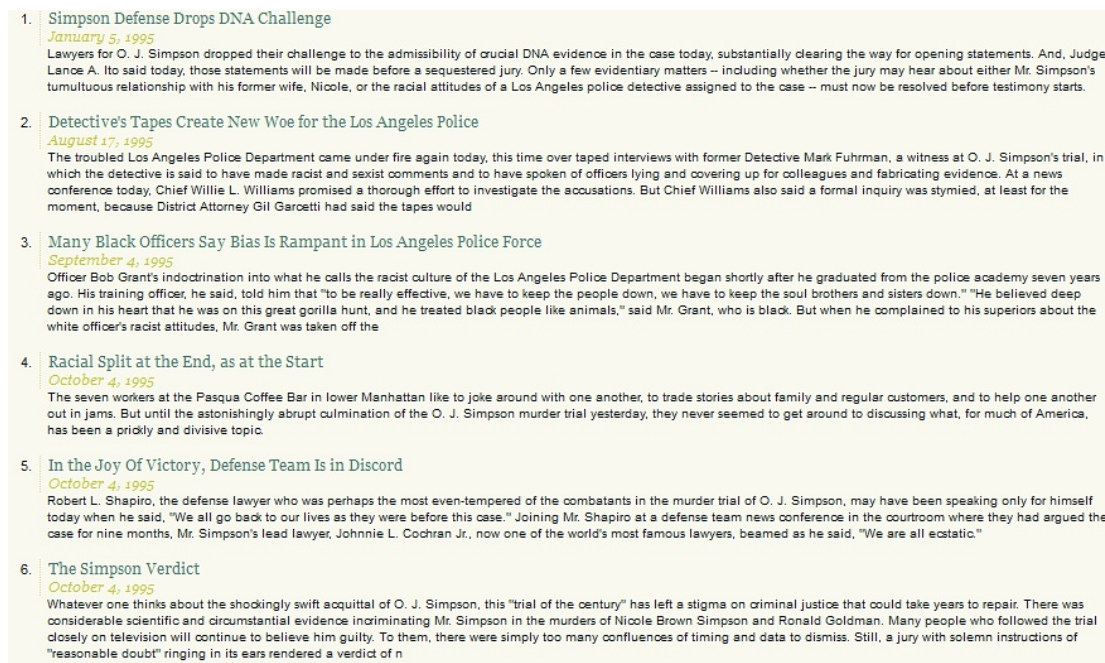 1. Simpson Defense Drops DNA Challenge
January 5, 1995
Lawyers for O. J. Simpson dropped their challenge to the admissibility of crucial DNA evidence in the case today, substantially clearing the way for opening statements. And, Judge
Lance A. Ito said today, those statements will be made before a sequestered jury. Only a few evidentiary matters -- including whether the jury may hear about either Mr. Simpson's
tumultuous relationship with his former wife, Nicole, or the racial attitudes of a Los Angeles police detective assigned to the case -- must now be resolved before testimony starts.
2. Detective's Tapes Create New Woe for the Los Angeles Police
August 17, 1995
The troubled Los Angeles Police Department came under fire again today, this time over taped interviews with former Detective Mark Fuhrman, a witness at O. J. Simpson's trial, in
which the detective is said to have made racist and sexist comments and to have spoken of officers lying and covering up for colleagues and fabricating evidence. At a news
conference today, Chief Willie L. Williams promised a thorough effort to investigate the accusations. But Chief Williams also said a formal inquiry was stymied, at least for the
moment, because District Attorney Gil Garcetti had said the tapes would
3. Many Black Officers Say Bias Is Rampant in Los Angeles Police Force
September 4, 1995
Officer Bob Grant's indoctrination into what he calls the racist culture of the Los Angeles Police Department began shortly after he graduated from the police academy seven years
ago. His training officer, he said, told him that "to be really effective, we have to keep the people down, we have to keep the soul brothers and sisters down." "He believed deep
down in his heart that he was on this great gorilla hunt, and he treated black people like animals," said Mr. Grant, who is black. But when he complained to his superiors about the
white officer's racist attitudes, Mr. Grant was taken off the
4. Racial Split at the End, as at the Start
October 4, 1995
The seven workers at the Pasqua Coffee Bar in lower Manhattan like to joke around with one another, to trade stories about family and regular customers, and to help one another
out in jams. But until the astonishingly abrupt culmination of the O. J. Simpson murder trial yesterday, they never seemed to get around to discussing what, for much of America,
has been a prickly and divisive topic.
5. In the Joy Of Victory, Defense Team Is in Discord
October 4, 1995
Robert L. Shapiro, the defense lawyer who was perhaps the most even-tempered of the combatants in the murder trial of O. J. Simpson, may have been speaking only for himself
today when he said, "We all go back to our lives as they were before this case." Joining Mr. Shapiro at a defense team news conference in the courtroom where they had argued the
case for nine months, Mr. Simpson's lead lawyer, Johnnie L. Cochran Jr., now one of the world's most famous lawyers, beamed as he said, "We are all ecstatic."
6. The Simpson Verdict
October 4, 1995
Whatever one thinks about the shockingly swift acquittal of O. J. Simpson, this "trial of the century" has left a stigma on criminal justice that could take years to repair. There was
considerable scientific and circumstantial evidence incriminating Mr. Simpson in the murders of Nicole Brown Simpson and Ronald Goldman. Many people who followed the trial
closely on television will continue to believe him guilty. To them, there were simply too many confluences of timing and data to dismiss. Still, a jury with solemn instructions of
"reasonable doubt" ringing in its ears rendered a verdict of n